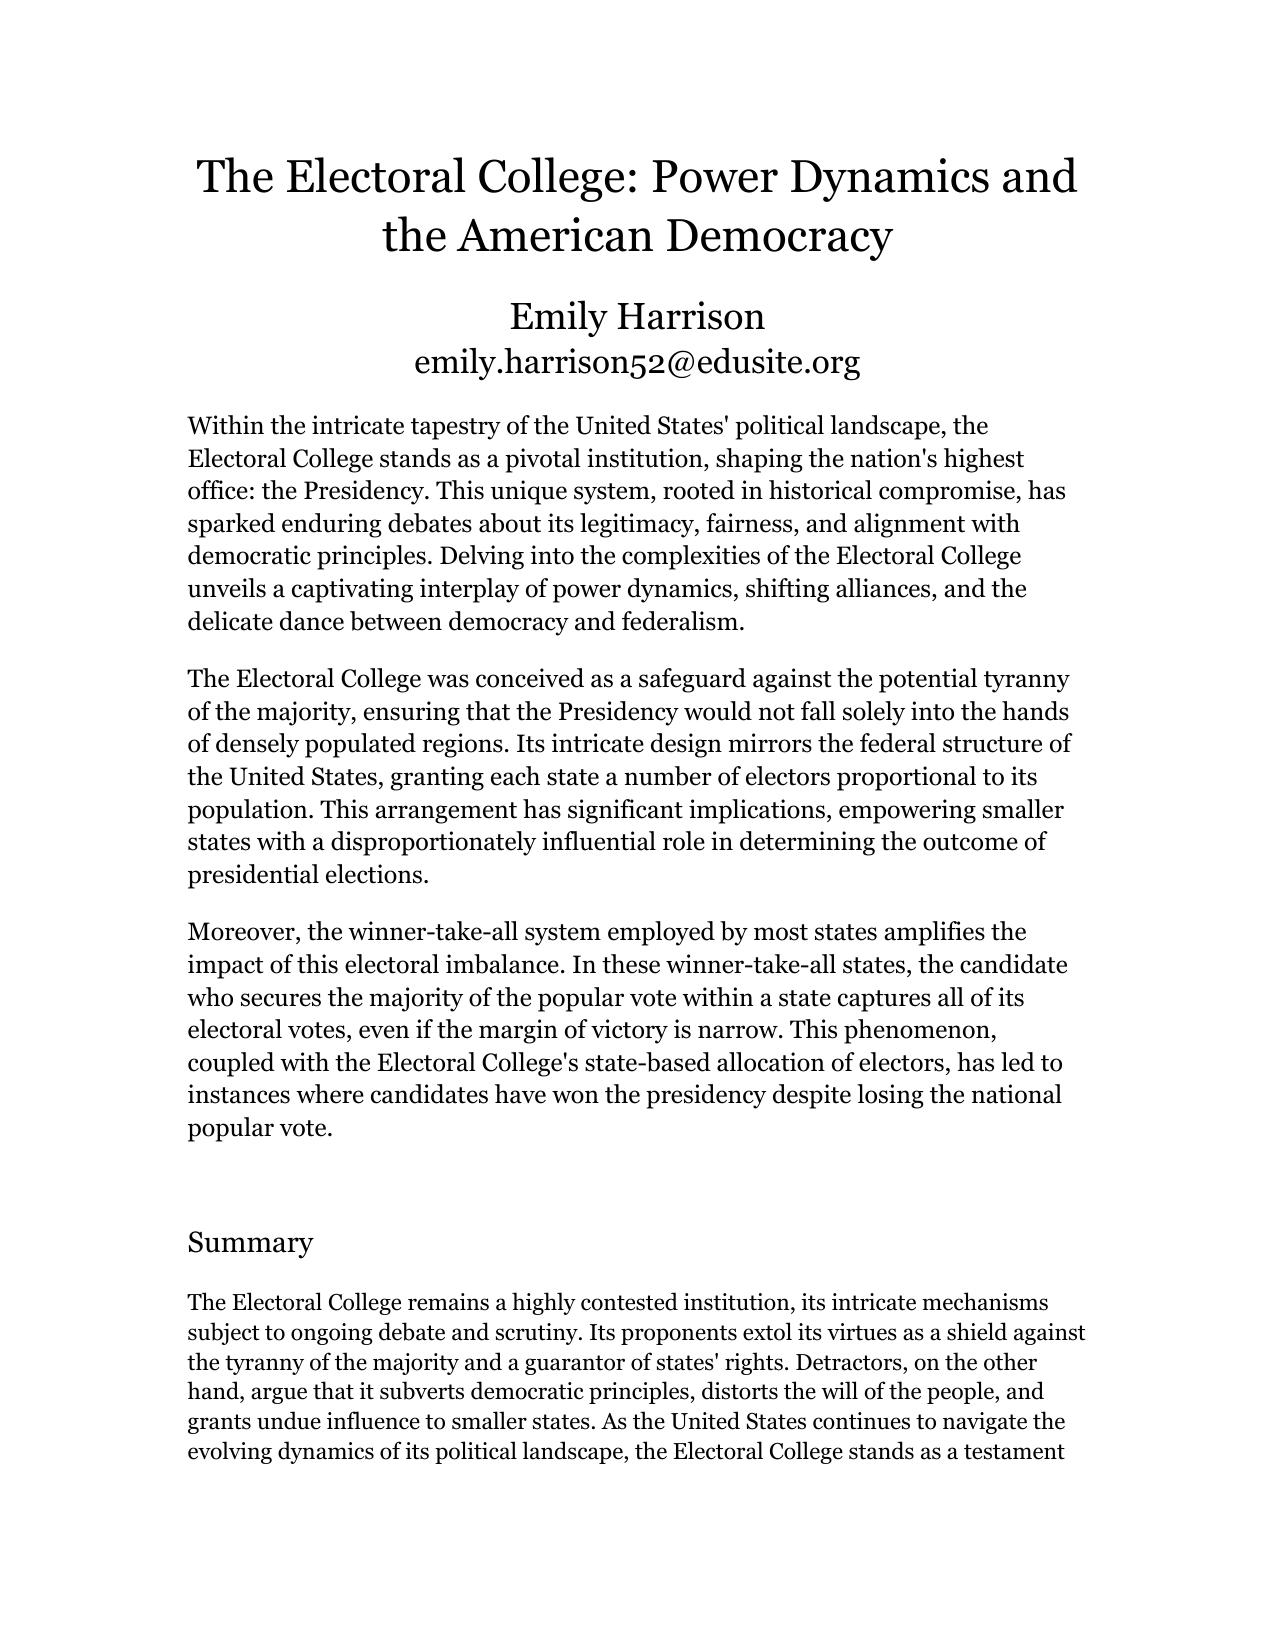 The Electoral College: Power Dynamics and
the American Democracy
Emily Harrison
emily.harrison52@edusite.org
Within the intricate tapestry of the United States' political landscape, the
Electoral College stands as a pivotal institution, shaping the nation's highest
office: the Presidency. This unique system, rooted in historical compromise, has
sparked enduring debates about its legitimacy, fairness, and alignment with
democratic principles. Delving into the complexities of the Electoral College
unveils a captivating interplay of power dynamics, shifting alliances, and the
delicate dance between democracy and federalism.
The Electoral College was conceived as a safeguard against the potential tyranny
of the majority, ensuring that the Presidency would not fall solely into the hands
of densely populated regions. Its intricate design mirrors the federal structure of
the United States, granting each state a number of electors proportional to its
population. This arrangement has significant implications, empowering smaller
states with a disproportionately influential role in determining the outcome of
presidential elections.
Moreover, the winner-take-all system employed by most states amplifies the
impact of this electoral imbalance. In these winner-take-all states, the candidate
who secures the majority of the popular vote within a state captures all of its
electoral votes, even if the margin of victory is narrow. This phenomenon,
coupled with the Electoral College's state-based allocation of electors, has led to
instances where candidates have won the presidency despite losing the national
popular vote.
Summary
The Electoral College remains a highly contested institution, its intricate mechanisms
subject to ongoing debate and scrutiny. Its proponents extol its virtues as a shield against
the tyranny of the majority and a guarantor of states' rights. Detractors, on the other
hand, argue that it subverts democratic principles, distorts the will of the people, and
grants undue influence to smaller states. As the United States continues to navigate the
evolving dynamics of its political landscape, the Electoral College stands as a testament